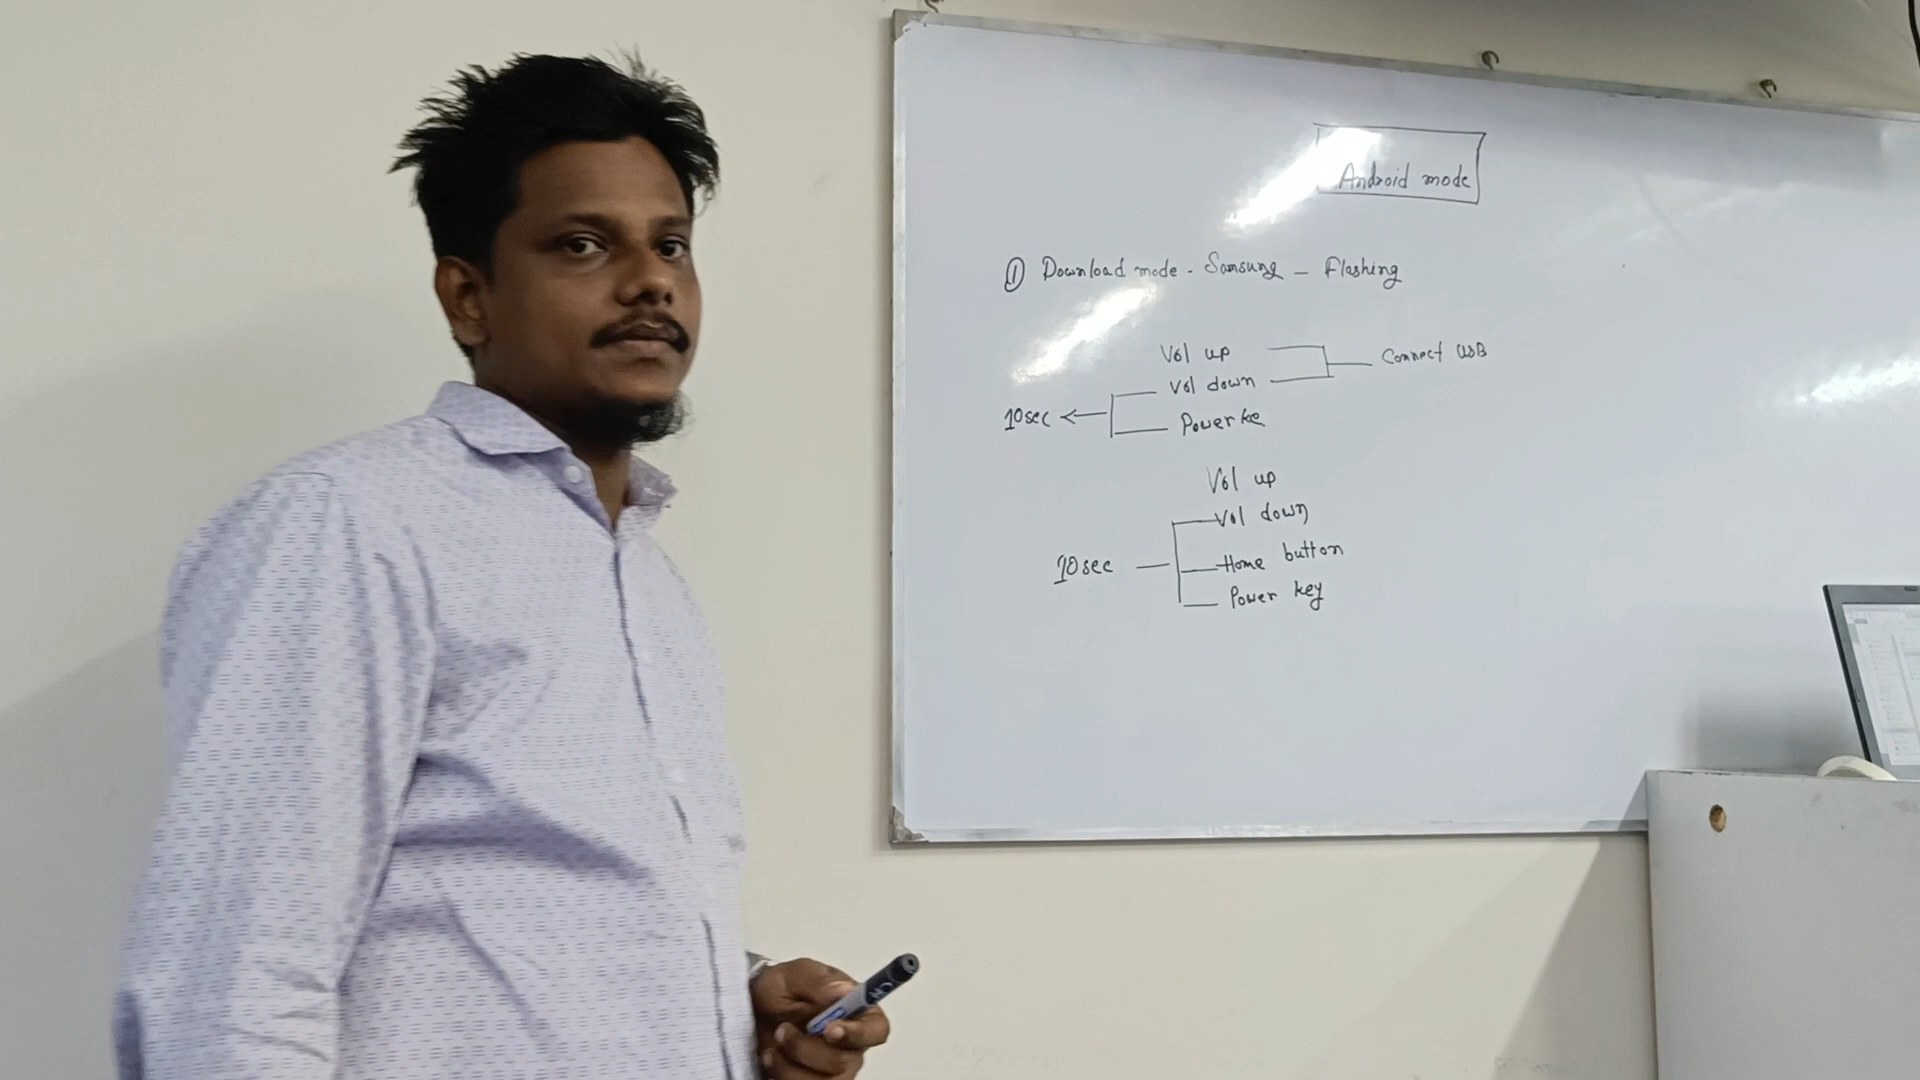 Android mode
① Download mode - Samsung - Flashing
Vol up
Connect USB
Vol down
10sec
Power ke
Vol up
Vol down
10sec
Home button
Power key